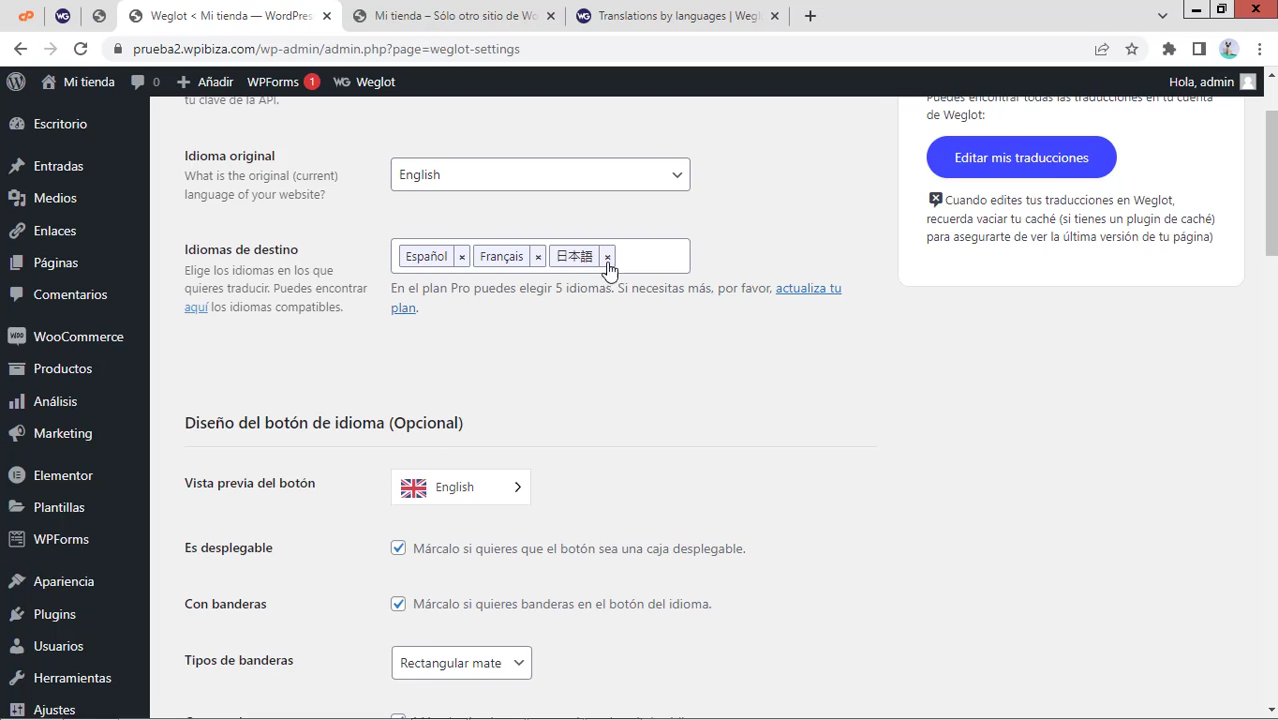 Weglot < Mi tienda — WordPress
Mi tienda – Sólo otro sitio de Wo
Translations by languages | Wegl
prueba2.wpibiza.com/wp-admin/admin.php?page=weglot-settings
Mi tienda
0
Añadir
WPForms
1
Weglot
Hola, admin
Escritorio
Entradas
Medios
Enlaces
Páginas
Comentarios
WooCommerce
Productos
Análisis
Marketing
Elementor
Plantillas
WPForms
Apariencia
Plugins
Usuarios
Herramientas
Ajustes
tu clave de la API.
Idioma original
What is the original (current)
language of your website?
English
Idiomas de destino
Elige los idiomas en los que
quieres traducir. Puedes encontrar
aquí los idiomas compatibles.
Español × Français × 日本語 ×
En el plan Pro puedes elegir 5 idiomas. Si necesitas más, por favor, actualiza tu
plan.
Diseño del botón de idioma (Opcional)
Vista previa del botón
English
Es desplegable
Márcalo si quieres que el botón sea una caja desplegable.
Con banderas
Márcalo si quieres banderas en el botón del idioma.
Tipos de banderas
Rectangular mate
Puedes encontrar todas las traducciones en tu cuenta
de Weglot:
Editar mis traducciones
Cuando edites tus traducciones en Weglot,
recuerda vaciar tu caché (si tienes un plugin de caché)
para asegurarte de ver la última versión de tu página)